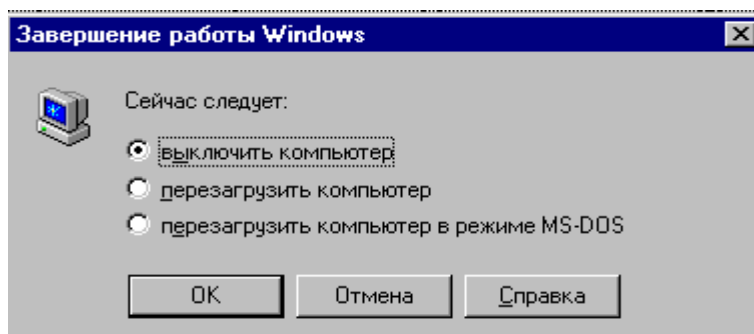 Завершение работы Windows
Сейчас следует:
выключить компьютер
перезагрузить компьютер
перезагрузить компьютер в режиме MS-DOS
OK Отмена Справка